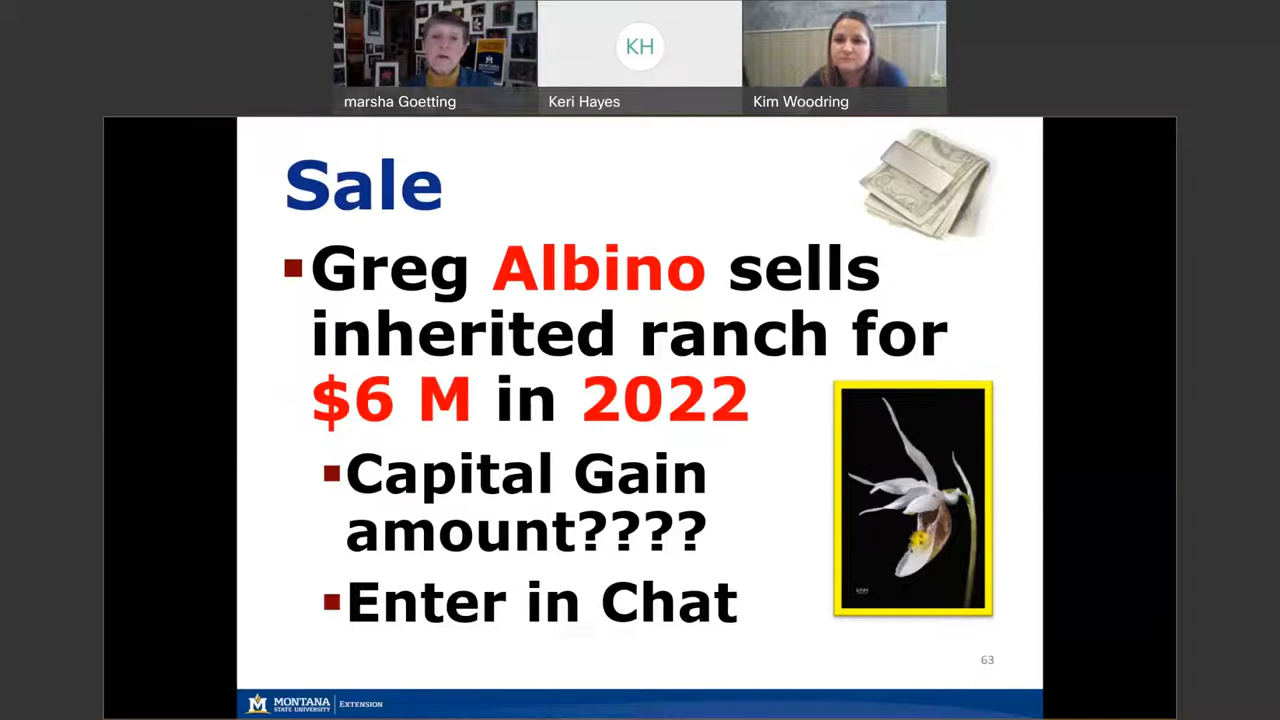 KH
marsha Goetting
Keri Hayes
Kim Woodring
Sale
Greg Albino sells
inherited ranch for
$6 M in 2022
Capital Gain
amount????
Enter in Chat
63
M MONTANA
STATE UNIVERSITY
EXTENSION